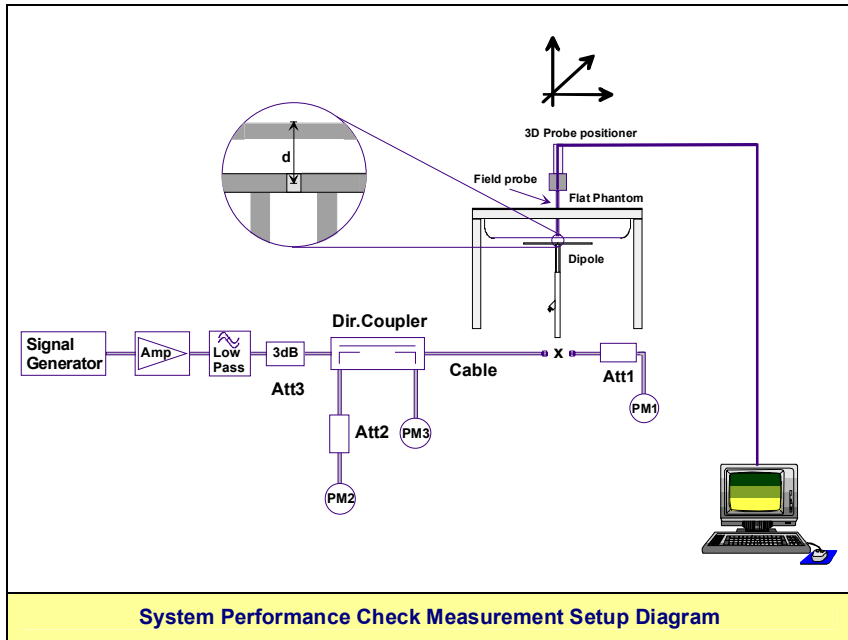 3D Probe positioner
d
Field probe
Flat Phantom
Dipole
Signal
Generator
Amp
Low
Pass
3dB
Att3
Dir.Coupler
Cable
x
Att1
PM1
Att2
PM3
PM2
System Performance Check Measurement Setup Diagram